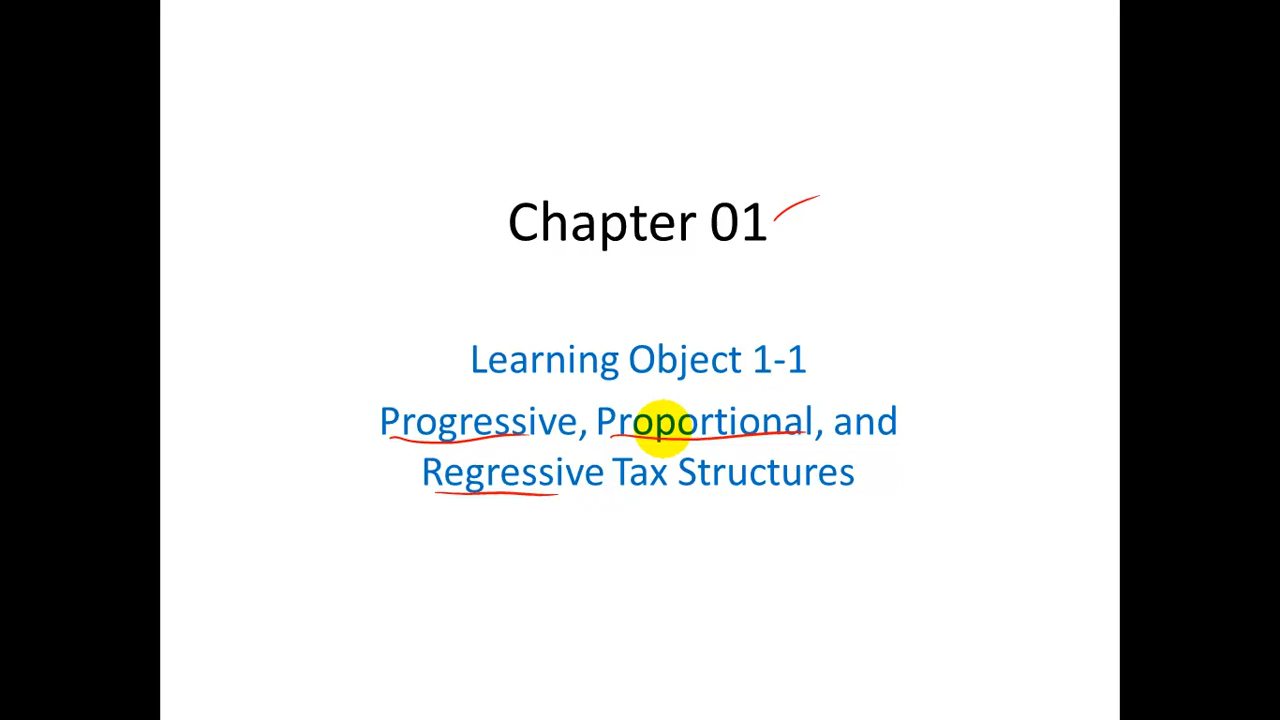 Chapter 01
Learning Object 1-1
Progressive, Proportional, and
Regressive Tax Structures